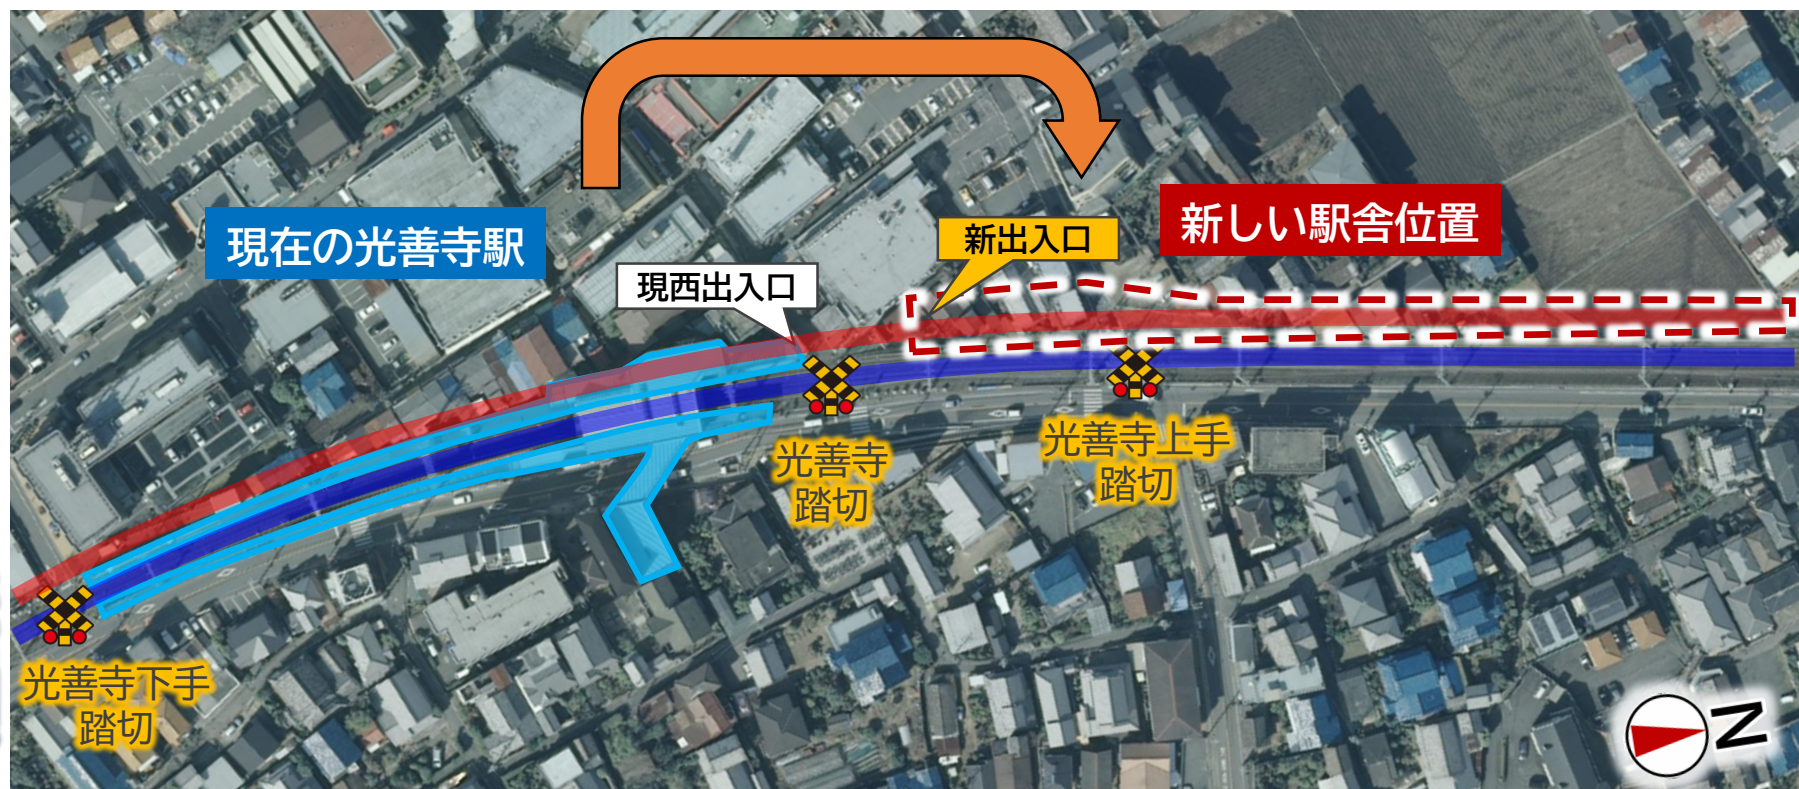 現在の光善寺駅
現西出入口
新出入口
新しい駅舎位置
光善寺
踏切
光善寺上手
踏切
光善寺下手
踏切
N